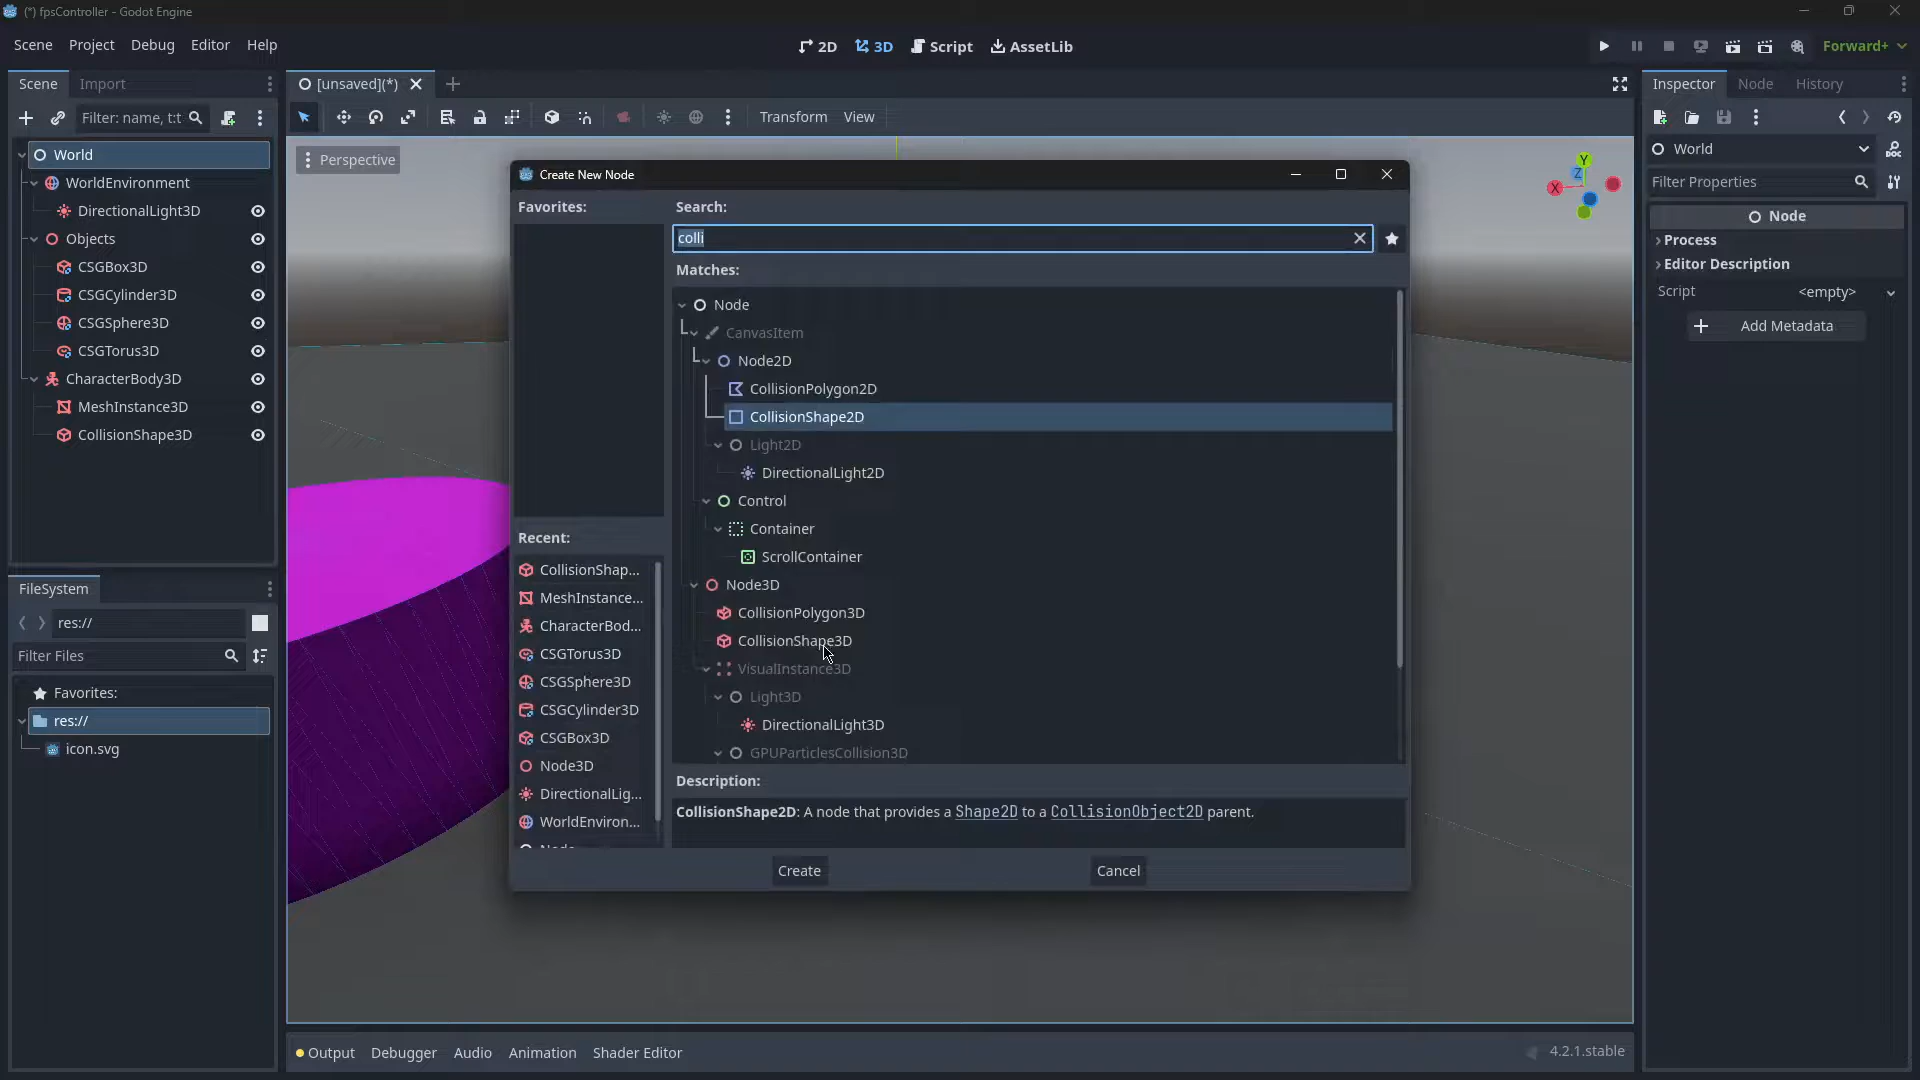 (*) fpsController - Godot Engine
Scene Project Debug Editor Help
2D 3D Script AssetLib
Forward+
Scene Import
Filter: name, t:t
World
WorldEnvironment
DirectionalLight3D
Objects
CSGBox3D
CSGCylinder3D
CSGSphere3D
CSGTorus3D
CharacterBody3D
MeshInstance3D
CollisionShape3D
FileSystem
res://
Filter Files
Favorites:
res://
icon.svg
[unsaved](*)
Transform View
Perspective
X
Y
Z
Create New Node
Favorites:
Recent:
CollisionShap...
MeshInstance...
CharacterBod...
CSGTorus3D
CSGSphere3D
CSGCylinder3D
CSGBox3D
Node3D
DirectionalLig...
WorldEnviron...
Search:
colli
Matches:
Node
CanvasItem
Node2D
CollisionPolygon2D
CollisionShape2D
Light2D
DirectionalLight2D
Control
Container
ScrollContainer
Node3D
CollisionPolygon3D
CollisionShape3D
VisualInstance3D
Light3D
DirectionalLight3D
GPUParticlesCollision3D
Description:
CollisionShape2D: A node that provides a Shape2D to a CollisionObject2D parent.
Create Cancel
Inspector Node History
World
Filter Properties
Node
Process
Editor Description
Script <empty>
Add Metadata
Output Debugger Audio Animation Shader Editor
4.2.1.stable